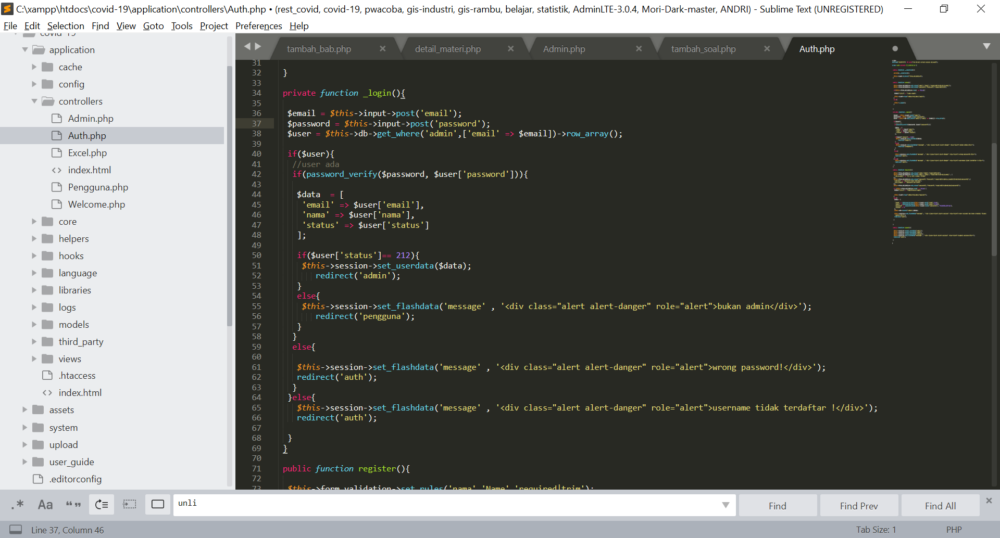 C:\xampp\htdocs\covid-19\application\controllers\Auth.php • (rest_covid, covid-19, pwacoba, gis-industri, gis-rambu, belajar, statistik, AdminLTE-3.0.4, Mori-Dark-master, ANDRI) - Sublime Text (UNREGISTERED)
File Edit Selection Find View Goto Tools Project Preferences Help
covid-19
application
cache
config
controllers
Admin.php
Auth.php
Excel.php
index.html
Pengguna.php
Welcome.php
core
helpers
hooks
language
libraries
logs
models
third_party
views
.htaccess
index.html
assets
system
upload
user_guide
.editorconfig
tambah_bab.php detail_materi.php Admin.php tambah_soal.php Auth.php
31
32 }
33
34 private function _login(){
35
36 $email = $this->input->post('email');
37 $password = $this->input->post('password');
38 $user = $this->db->get_where('admin',['email' => $email])->row_array();
39
40 if($user){
41 //user ada
42 if(password_verify($password, $user['password'])){
43
44 $data = [
45 'email' => $user['email'],
46 'nama' => $user['nama'],
47 'status' => $user['status']
48 ];
49
50 if($user['status']== 212){
51 $this->session->set_userdata($data);
52 redirect('admin');
53 }
54 else{
55 $this->session->set_flashdata('message' , '<div class="alert alert-danger" role="alert">bukan admin</div>');
56 redirect('pengguna');
57 }
58 }
59 else{
60
61 $this->session->set_flashdata('message' , '<div class="alert alert-danger" role="alert">wrong password!</div>');
62 redirect('auth');
63 }
64 }else{
65 $this->session->set_flashdata('message' , '<div class="alert alert-danger" role="alert">username tidak terdaftar !</div>');
66 redirect('auth');
67
68 }
69 }
70
71 public function register(){
72
73 $this->form_validation->set_rules('nama','Name','required|trim');
.* Aa “ ” unli Find Find Prev Find All
Line 37, Column 46 Tab Size: 1 PHP